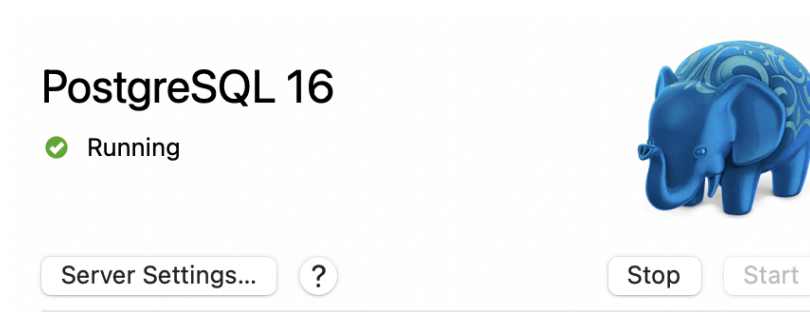 PostgreSQL 16
Running
Server Settings...
?
Stop
Start